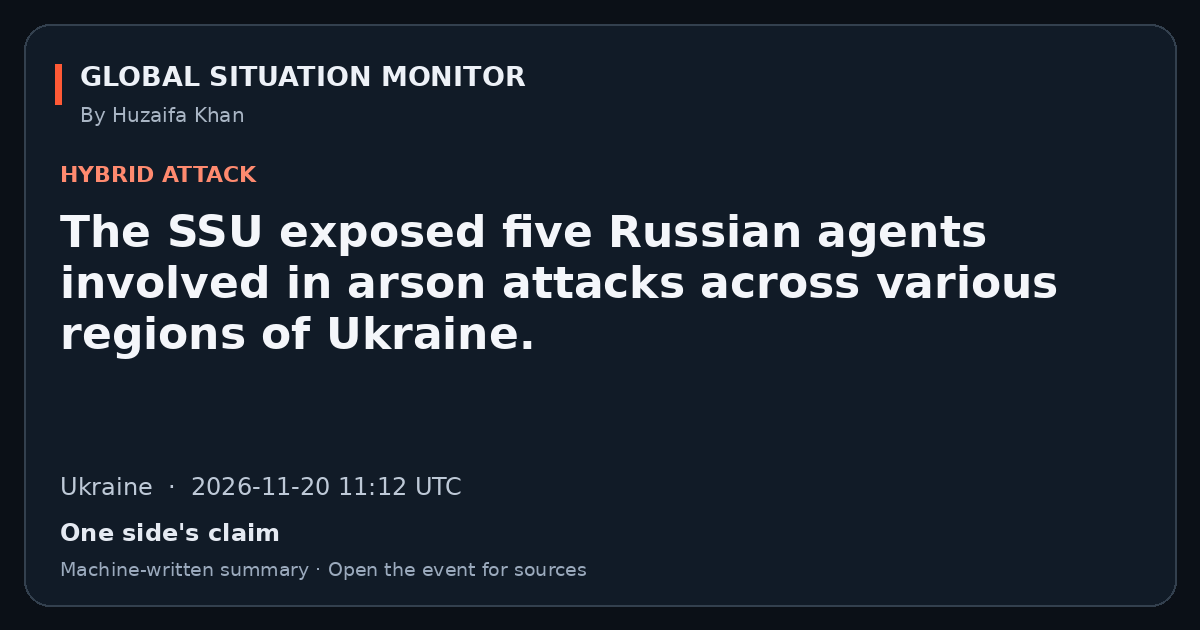 GLOBAL SITUATION MONITOR
By Huzaifa Khan
HYBRID ATTACK
The SSU exposed five Russian agents
involved in arson attacks across various
regions of Ukraine.
Ukraine · 2026-11-20 11:12 UTC
One side's claim
Machine-written summary · Open the event for sources